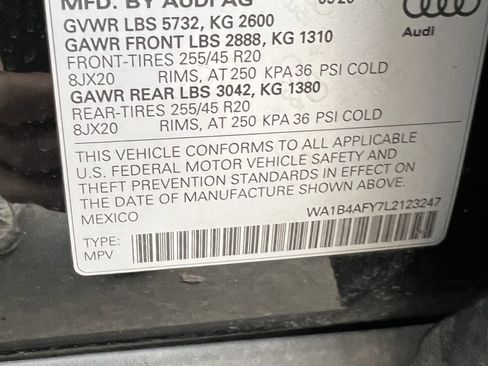 MFD. BY AUDI AG
GVWR LBS 5732, KG 2600
GAWR FRONT LBS 2888, KG 1310
FRONT-TIRES 255/45 R20
8JX20 RIMS, AT 250 KPA 36 PSI COLD
GAWR REAR LBS 3042, KG 1380
REAR-TIRES 255/45 R20
8JX20 RIMS, AT 250 KPA 36 PSI COLD
THIS VEHICLE CONFORMS TO ALL APPLICABLE
U.S. FEDERAL MOTOR VEHICLE SAFETY AND
THEFT PREVENTION STANDARDS IN EFFECT ON
THE DATE OF MANUFACTURE SHOWN ABOVE.
MEXICO
WA1B4AFY7L2123247
TYPE:
MPV
Audi